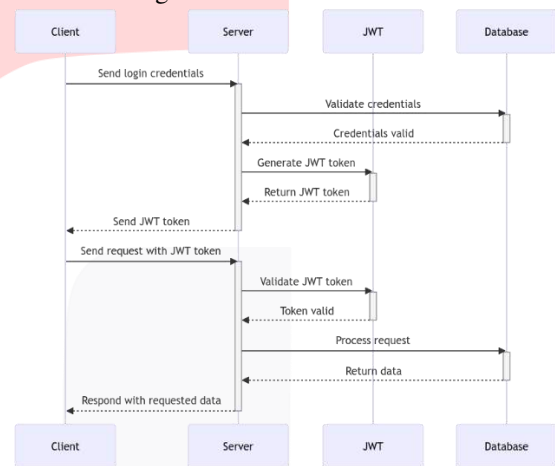 Client Server JWT Database
Send login credentials
Validate credentials
Credentials valid
Generate JWT token
Return JWT token
Send JWT token
Send request with JWT token
Validate JWT token
Token valid
Process request
Return data
Respond with requested data
Client Server JWT Database